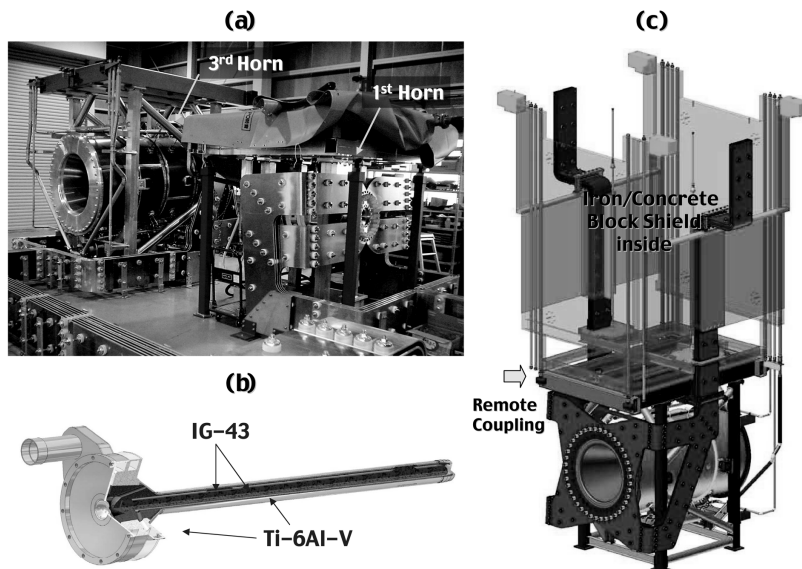 (a)
3rd Horn
1st Horn
(b)
IG-43
Ti-6Al-V
(c)
Iron/Concrete
Block Shield
inside
Remote
Coupling